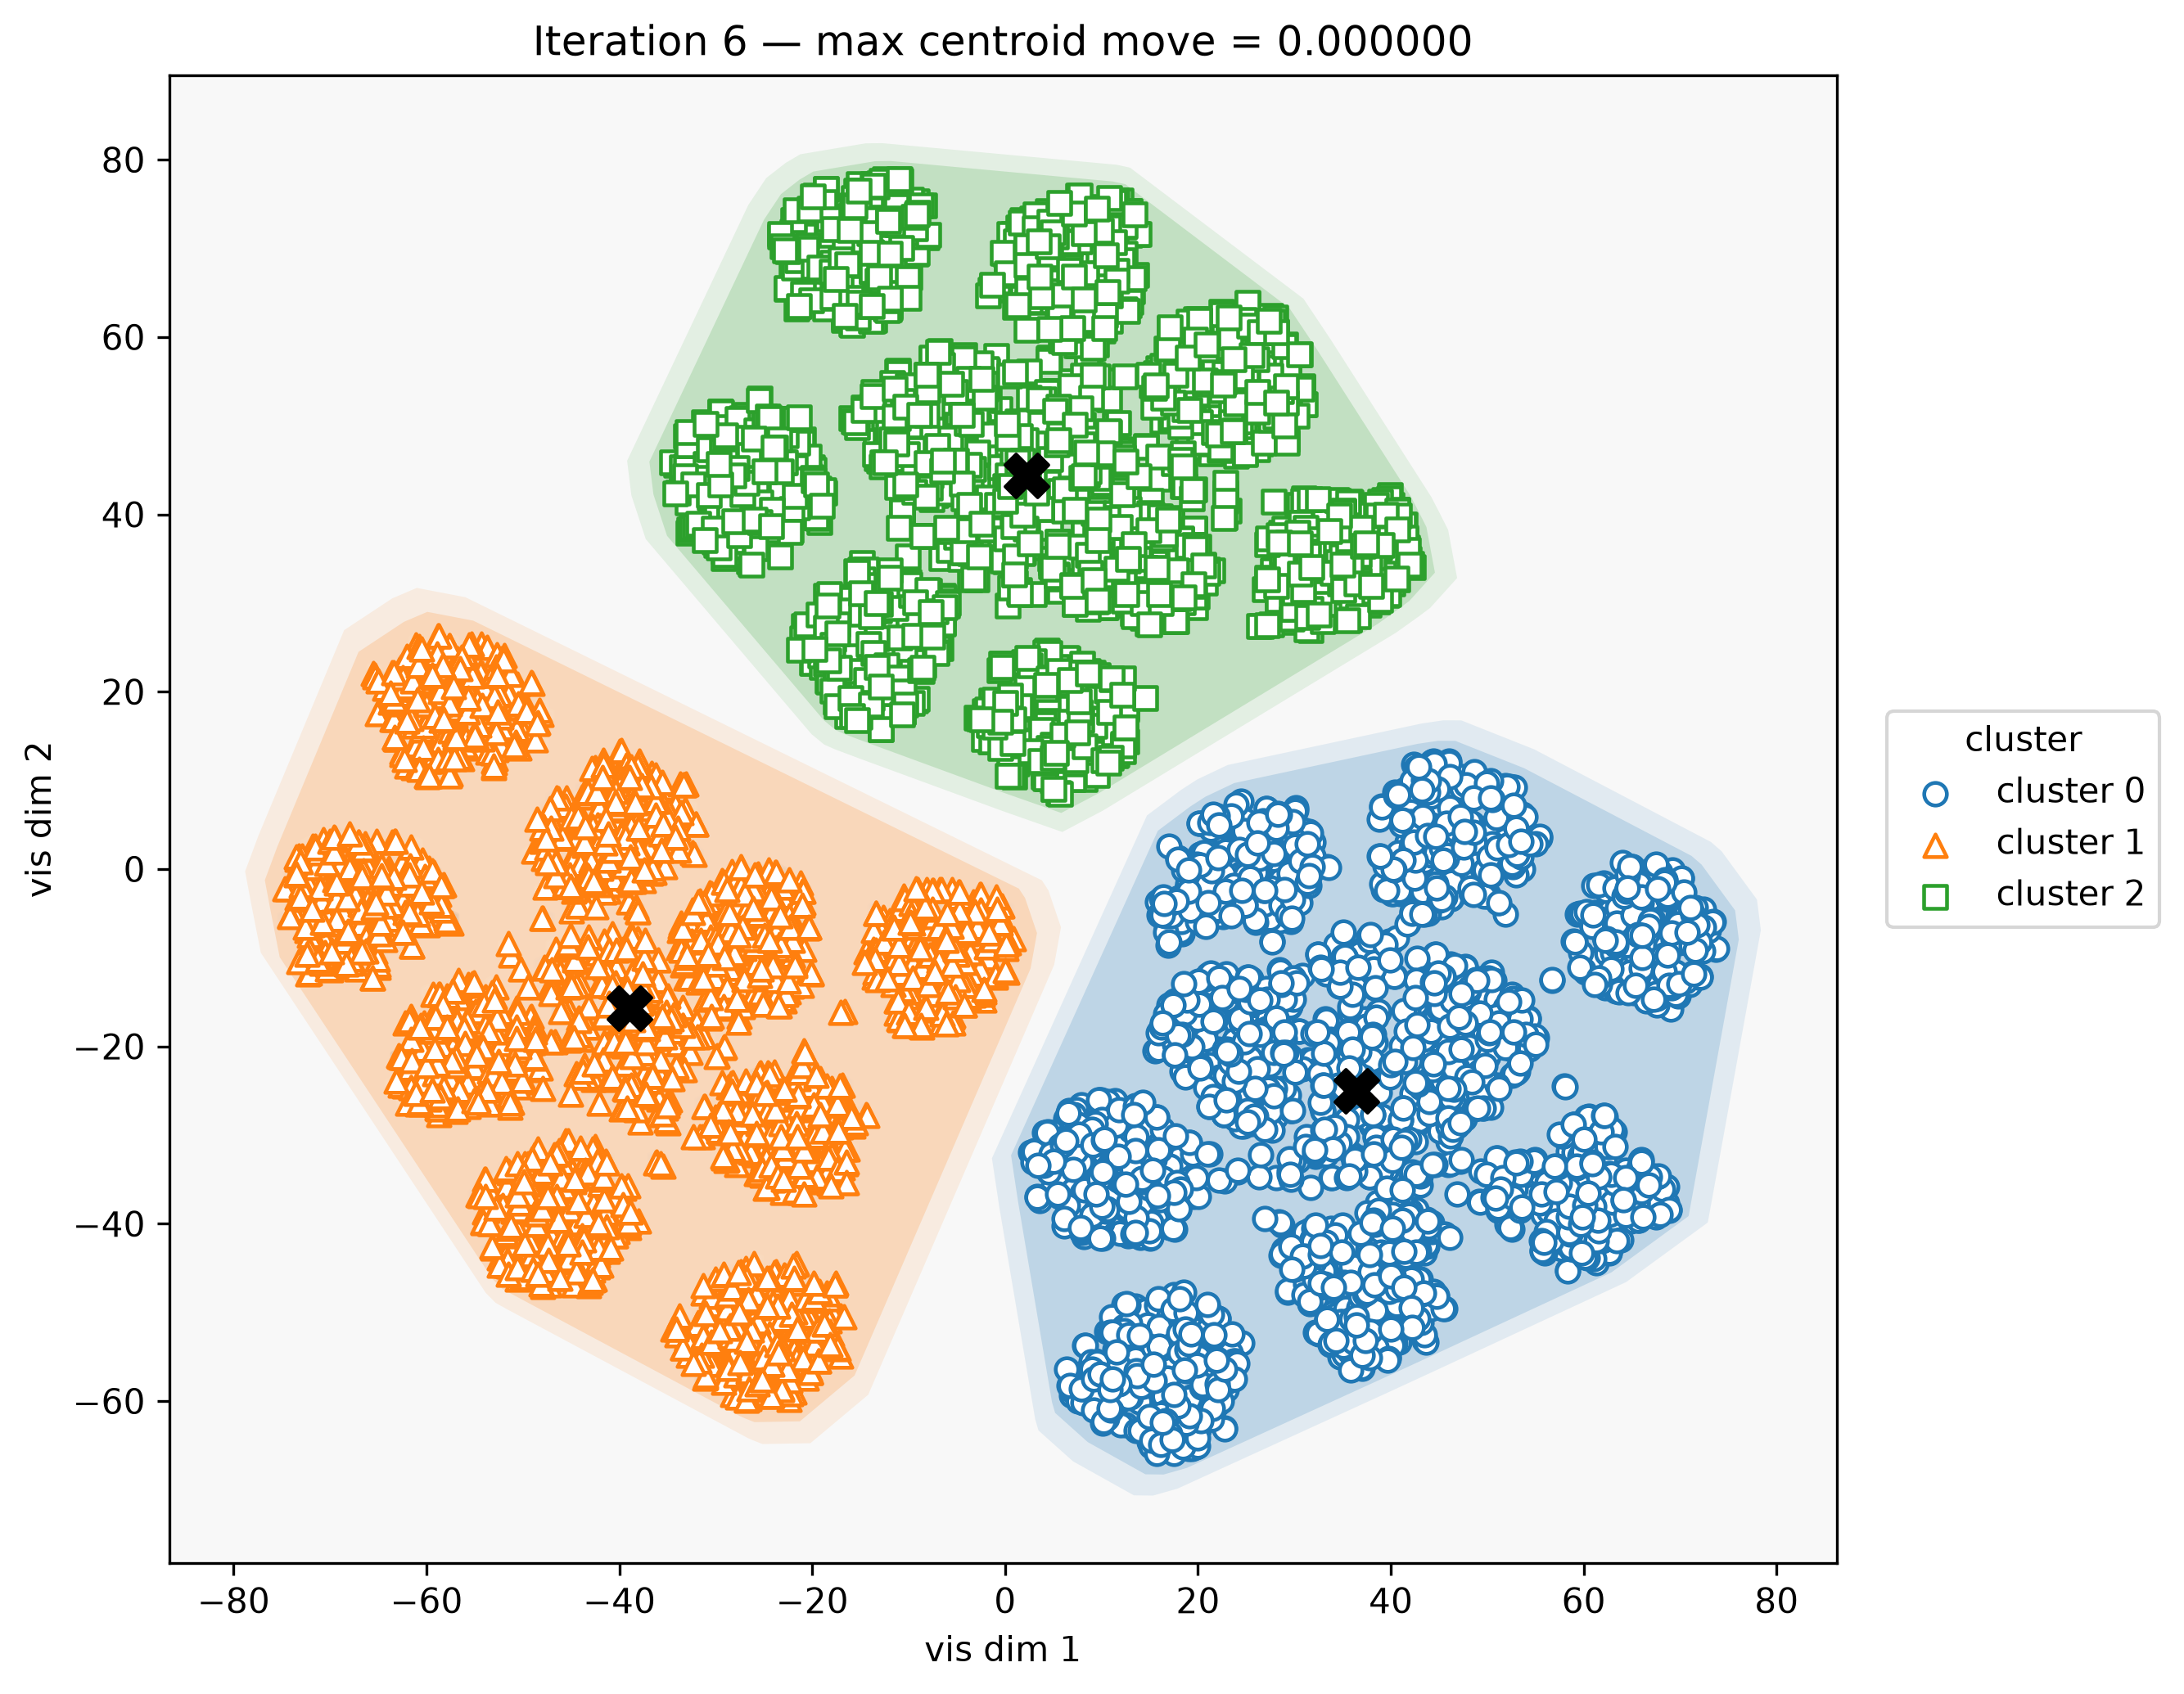 Iteration 6 — max centroid move = 0.000000
80
60
40
20
0
−20
−40
−60
vis dim 2
−80
−60
−40
−20
0
20
40
60
80
vis dim 1
cluster
cluster 0
cluster 1
cluster 2